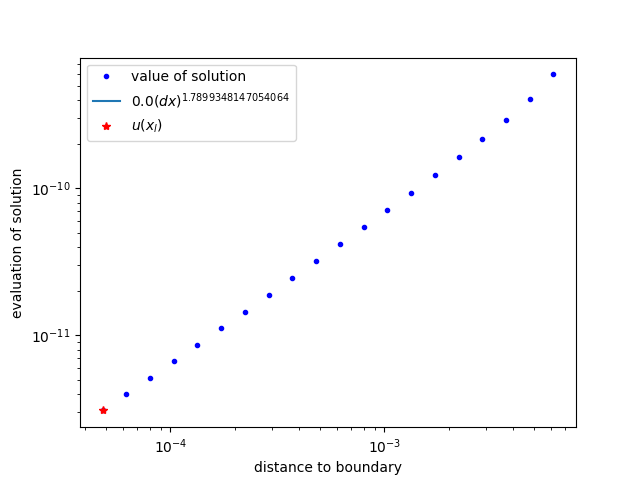 value of solution
0.0(dx)^1.7899348147054064
u(x_l)
evaluation of solution
10^-10
10^-11
10^-4
10^-3
distance to boundary